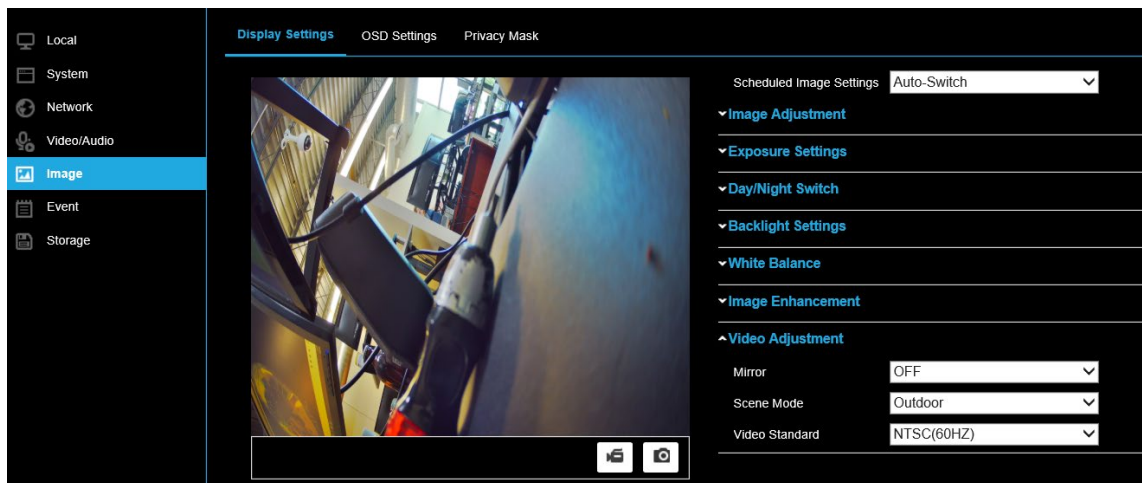 Local
System
Network
Video/Audio
Image
Event
Storage
Display Settings OSD Settings Privacy Mask
Scheduled Image Settings Auto-Switch
Image Adjustment
Exposure Settings
Day/Night Switch
Backlight Settings
White Balance
Image Enhancement
Video Adjustment
Mirror OFF
Scene Mode Outdoor
Video Standard NTSC(60HZ)